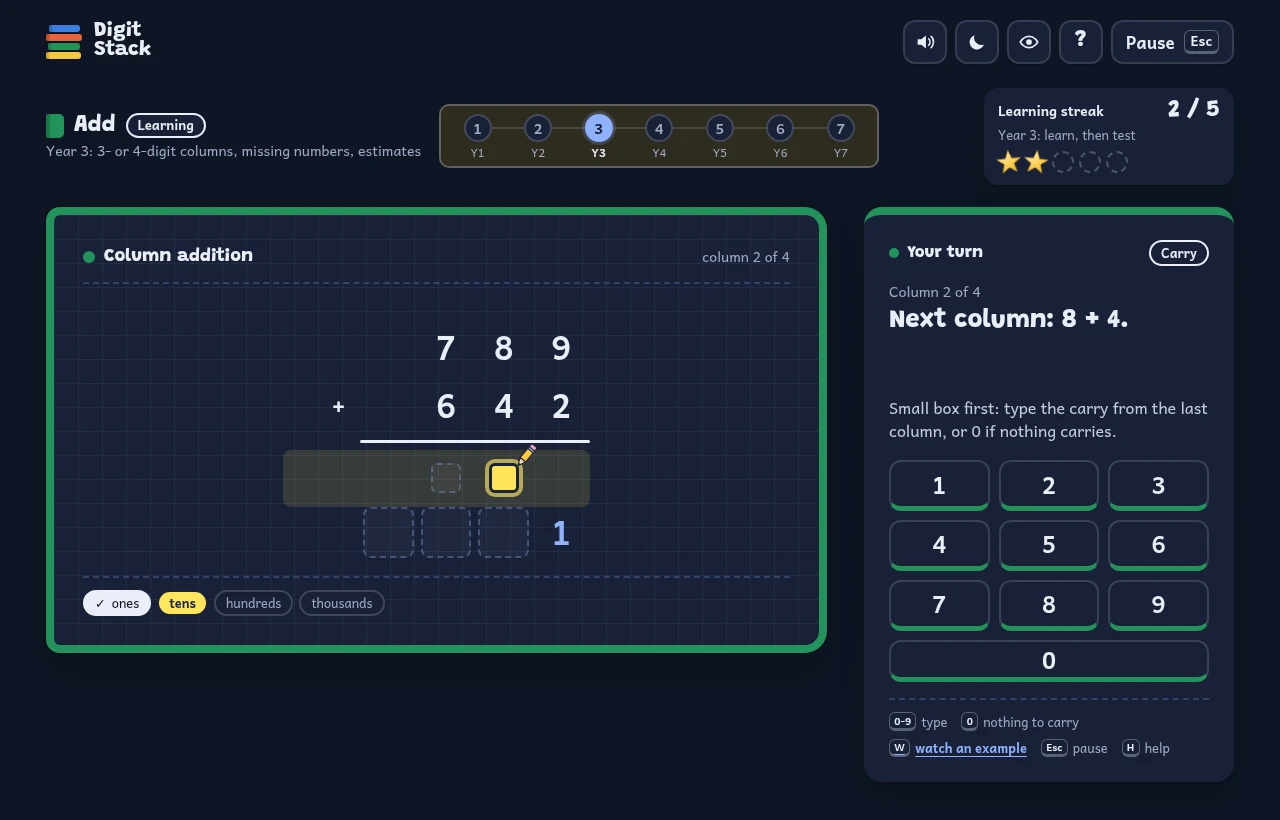 Digit
Stack
?
Pause Esc
Add Learning
Year 3: 3- or 4-digit columns, missing numbers, estimates
1 2 3 4 5 6 7
Y1 Y2 Y3 Y4 Y5 Y6 Y7
Learning streak 2 / 5
Year 3: learn, then test
Column addition column 2 of 4
7 8 9
+ 6 4 2
1
✓ ones tens hundreds thousands
Your turn Carry
Column 2 of 4
Next column: 8 + 4.
Small box first: type the carry from the last
column, or 0 if nothing carries.
1 2 3
4 5 6
7 8 9
0
0-9 type 0 nothing to carry
W watch an example Esc pause H help